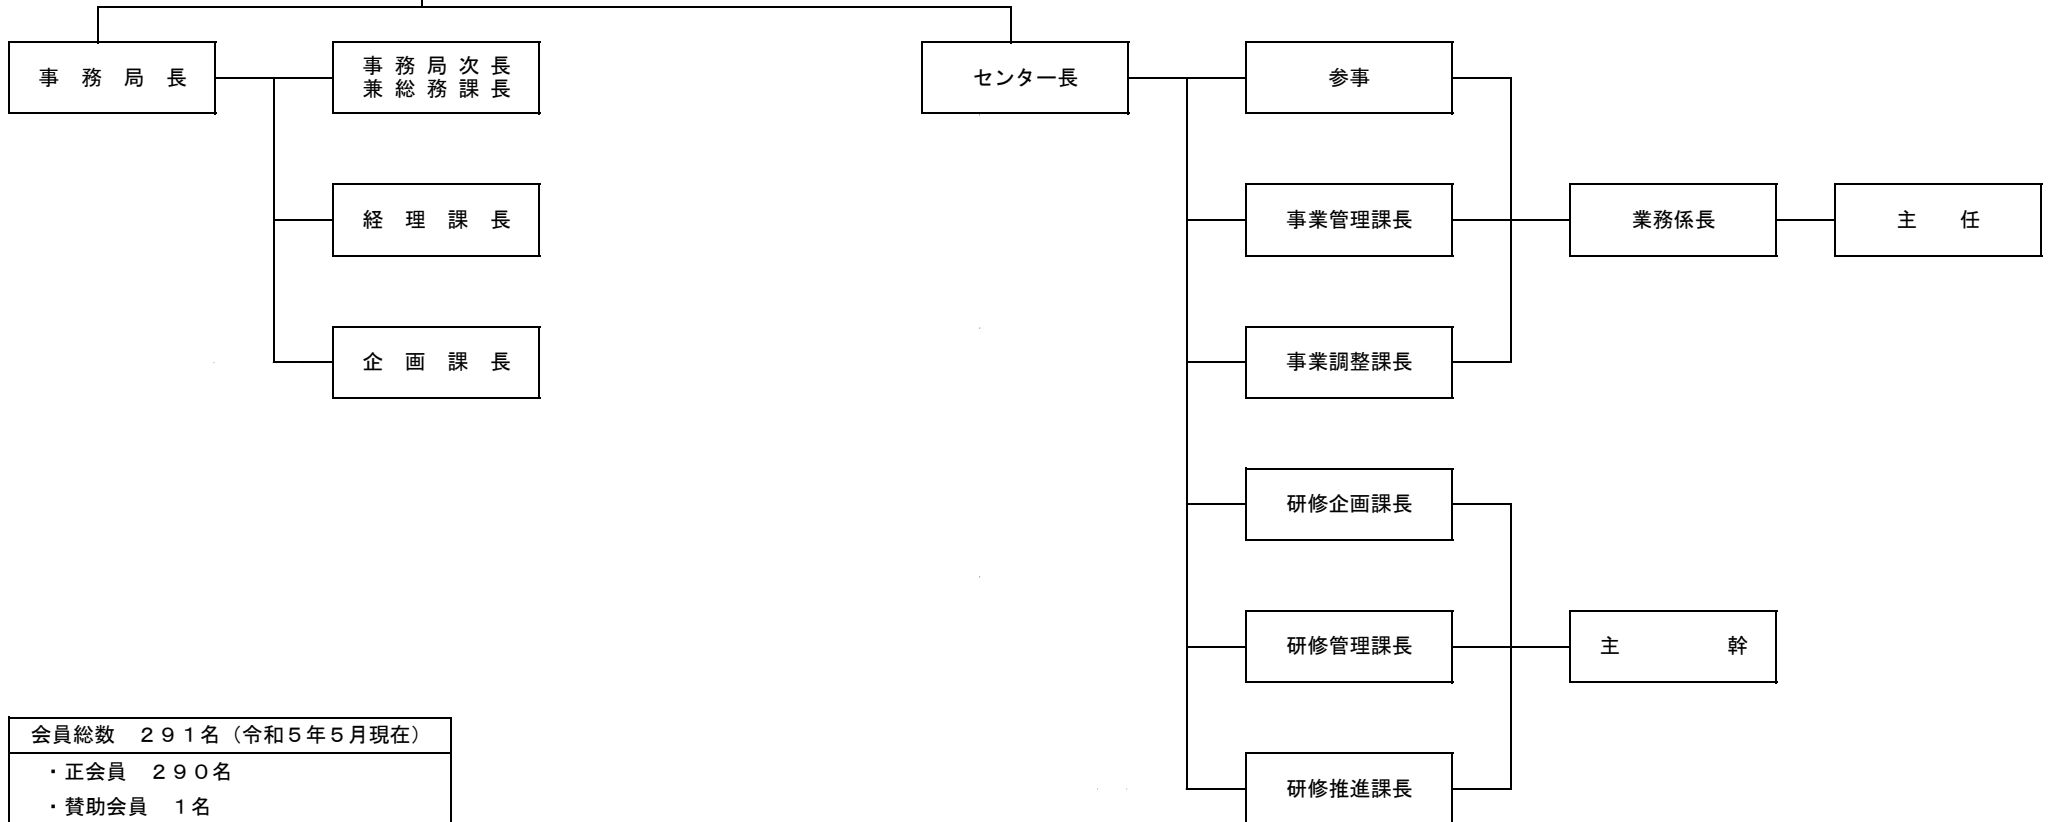 事　務　局　長
事 務 局 次 長
兼 総 務 課 長
経　理　課　長
企　画　課　長
センター長
参事
事業管理課長
事業調整課長
研修企画課長
研修管理課長
研修推進課長
業務係長
主　　任
主　　　　　幹
会員総数　２９１名（令和５年５月現在）
・正会員　２９０名
・賛助会員　１名